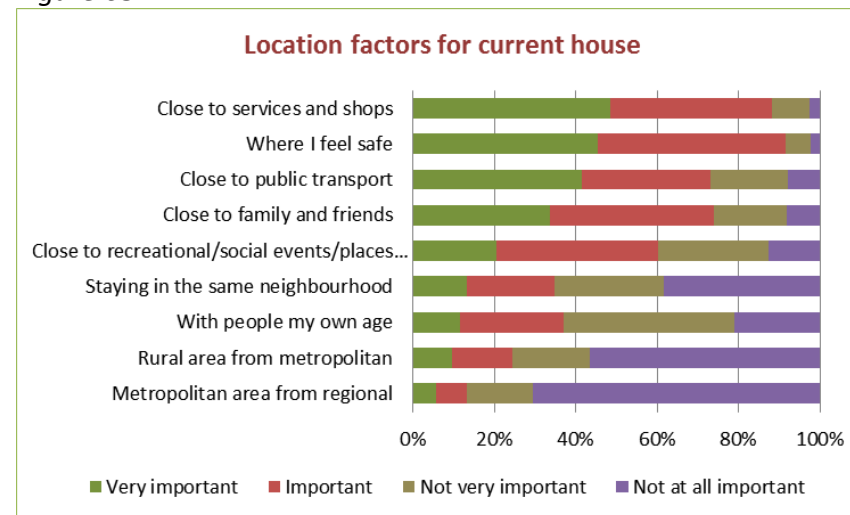 Location factors for current house
Close to services and shops
Where I feel safe
Close to public transport
Close to family and friends
Close to recreational/social events/places...
Staying in the same neighbourhood
With people my own age
Rural area from metropolitan
Metropolitan area from regional
0% 20% 40% 60% 80% 100%
Very important Important Not very important Not at all important